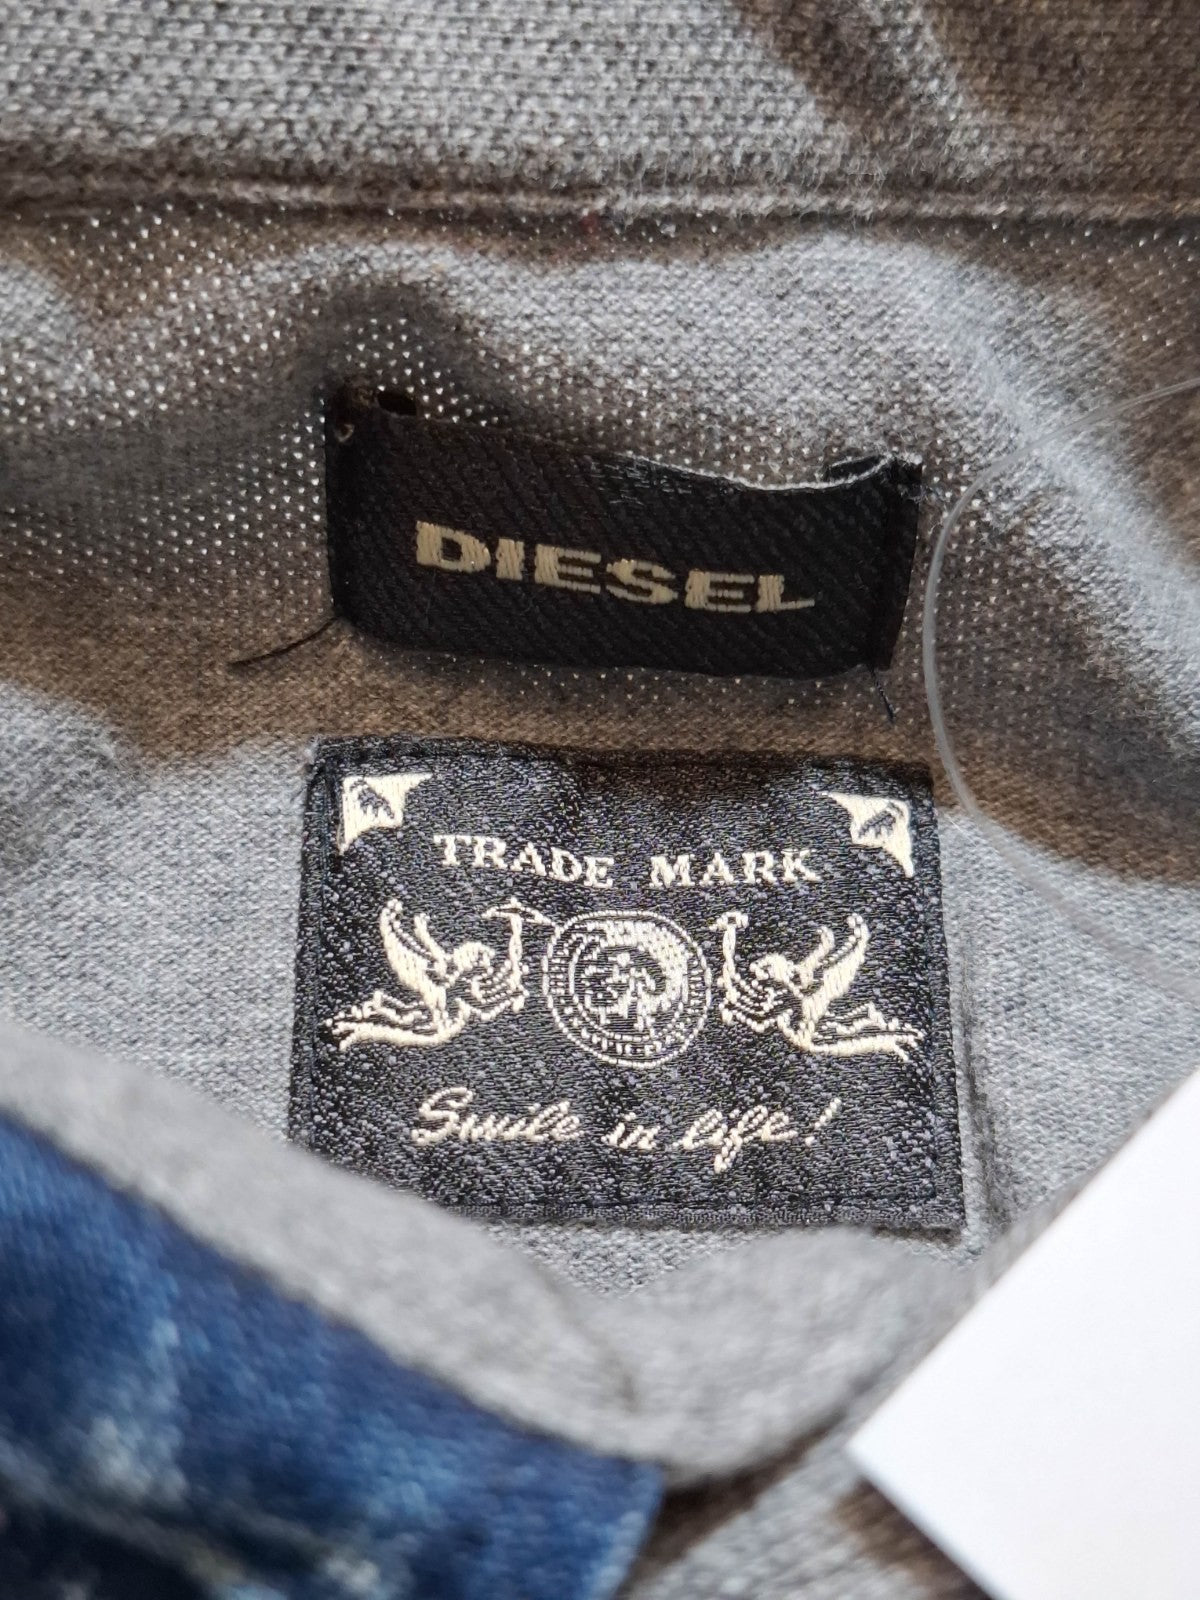 DIESEL
TRADE MARK
Smile in life!